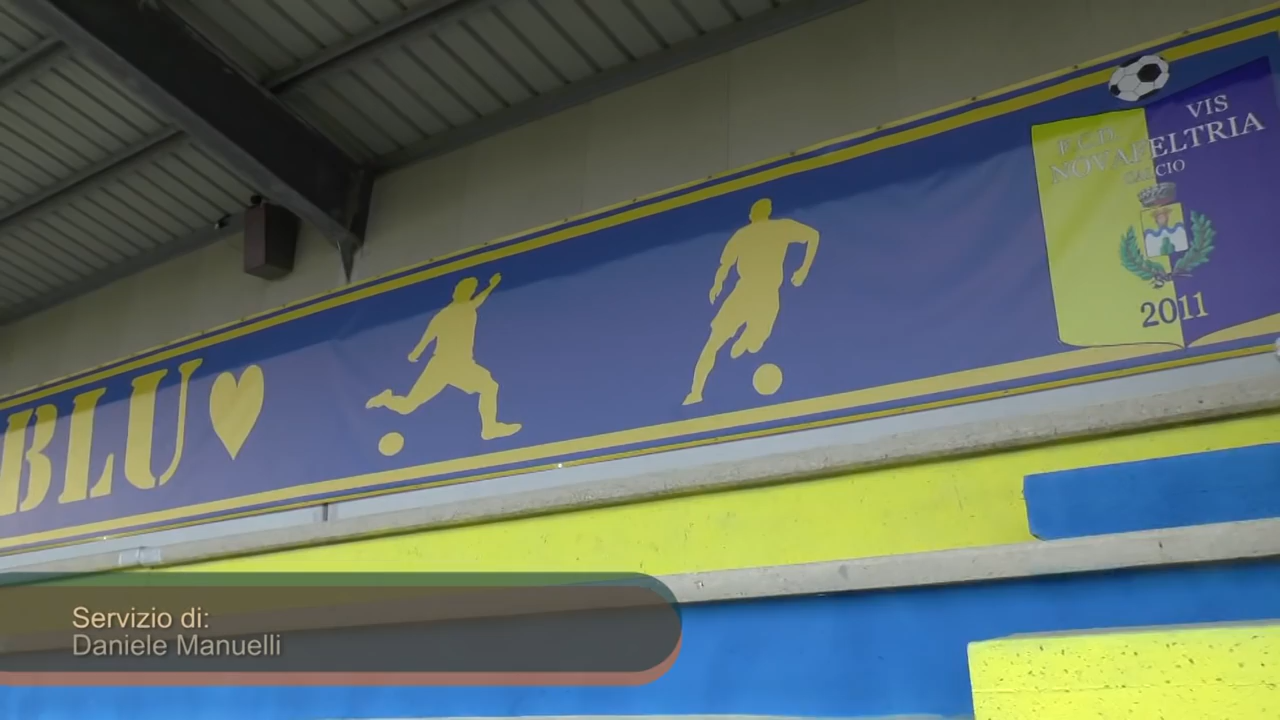 BLU
VIS
F.C.D.
NOVAFELTRIA
CALCIO
2011
Servizio di:
Daniele Manuelli